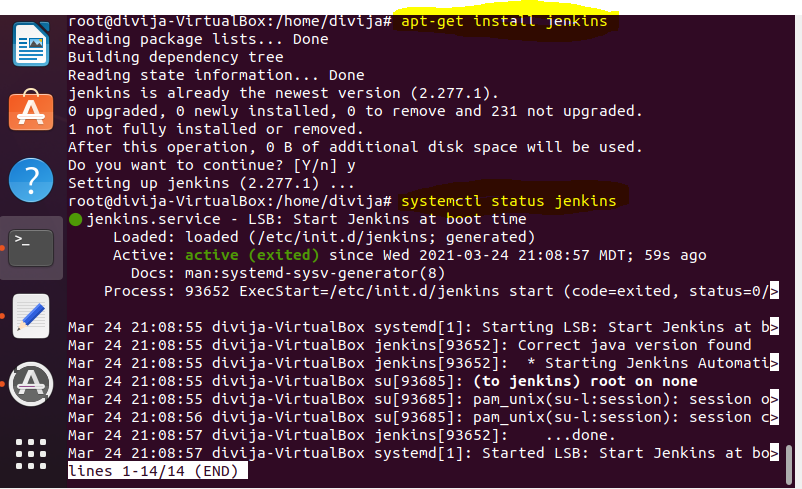 root@divija-VirtualBox:/home/divija# apt-get install jenkins
Reading package lists... Done
Building dependency tree
Reading state information... Done
jenkins is already the newest version (2.277.1).
0 upgraded, 0 newly installed, 0 to remove and 231 not upgraded.
1 not fully installed or removed.
After this operation, 0 B of additional disk space will be used.
Do you want to continue? [Y/n] y
Setting up jenkins (2.277.1) ...
root@divija-VirtualBox:/home/divija# systemctl status jenkins
● jenkins.service - LSB: Start Jenkins at boot time
     Loaded: loaded (/etc/init.d/jenkins; generated)
     Active: active (exited) since Wed 2021-03-24 21:08:57 MDT; 59s ago
       Docs: man:systemd-sysv-generator(8)
    Process: 93652 ExecStart=/etc/init.d/jenkins start (code=exited, status=0/>

Mar 24 21:08:55 divija-VirtualBox systemd[1]: Starting LSB: Start Jenkins at b>
Mar 24 21:08:55 divija-VirtualBox jenkins[93652]: Correct java version found
Mar 24 21:08:55 divija-VirtualBox jenkins[93652]:  * Starting Jenkins Automati>
Mar 24 21:08:55 divija-VirtualBox su[93685]: (to jenkins) root on none
Mar 24 21:08:55 divija-VirtualBox su[93685]: pam_unix(su-l:session): session o>
Mar 24 21:08:56 divija-VirtualBox su[93685]: pam_unix(su-l:session): session c>
Mar 24 21:08:57 divija-VirtualBox jenkins[93652]:    ...done.
Mar 24 21:08:57 divija-VirtualBox systemd[1]: Started LSB: Start Jenkins at bo>
lines 1-14/14 (END)